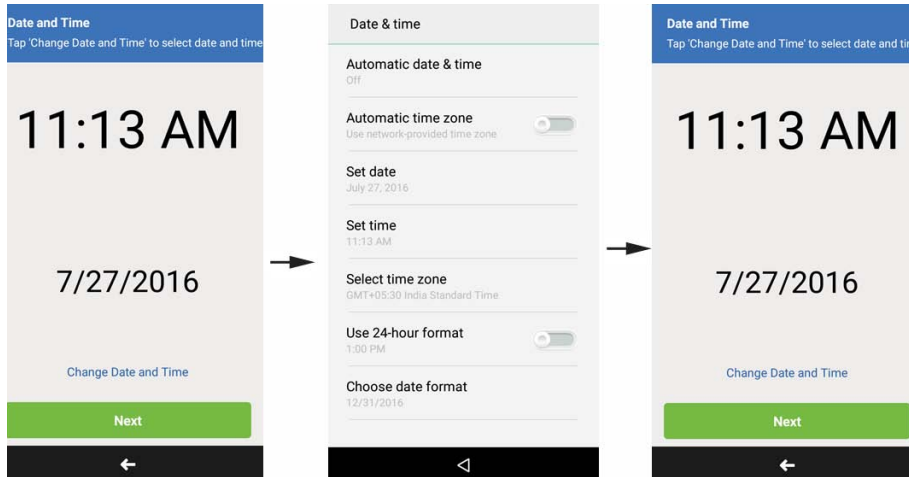 Date and Time
Tap 'Change Date and Time' to select date and time
11:13 AM
7/27/2016
Change Date and Time
Next
Date & time
Automatic date & time
Off
Automatic time zone
Use network-provided time zone
Set date
July 27, 2016
Set time
11:13 AM
Select time zone
GMT+05:30 India Standard Time
Use 24-hour format
1:00 PM
Choose date format
12/31/2016
Date and Time
Tap 'Change Date and Time' to select date and
11:13 AM
7/27/2016
Change Date and Time
Next